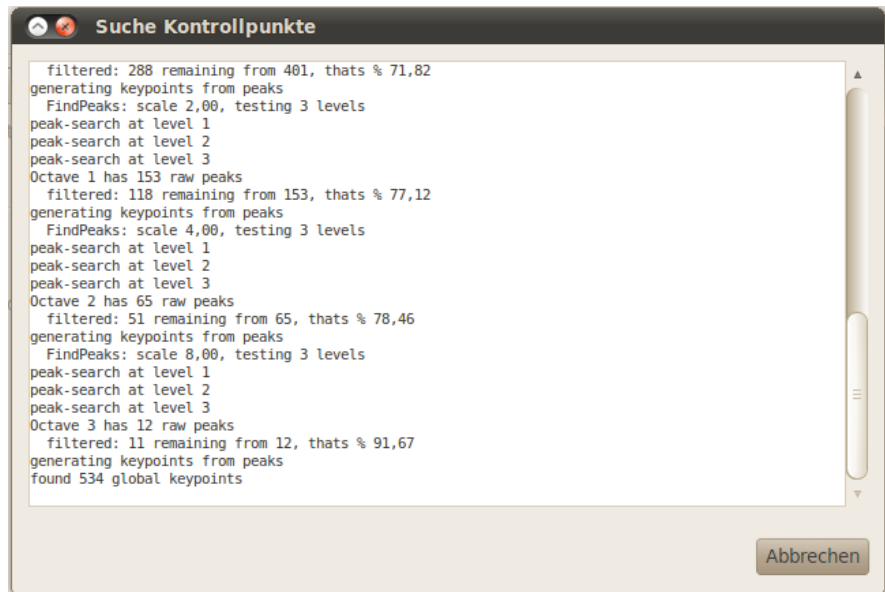 Suche Kontrollpunkte
filtered: 288 remaining from 401, thats % 71,82
generating keypoints from peaks
FindPeaks: scale 2,00, testing 3 levels
peak-search at level 1
peak-search at level 2
peak-search at level 3
Octave 1 has 153 raw peaks
filtered: 118 remaining from 153, thats % 77,12
generating keypoints from peaks
FindPeaks: scale 4,00, testing 3 levels
peak-search at level 1
peak-search at level 2
peak-search at level 3
Octave 2 has 65 raw peaks
filtered: 51 remaining from 65, thats % 78,46
generating keypoints from peaks
FindPeaks: scale 8,00, testing 3 levels
peak-search at level 1
peak-search at level 2
peak-search at level 3
Octave 3 has 12 raw peaks
filtered: 11 remaining from 12, thats % 91,67
generating keypoints from peaks
found 534 global keypoints
Abbrechen